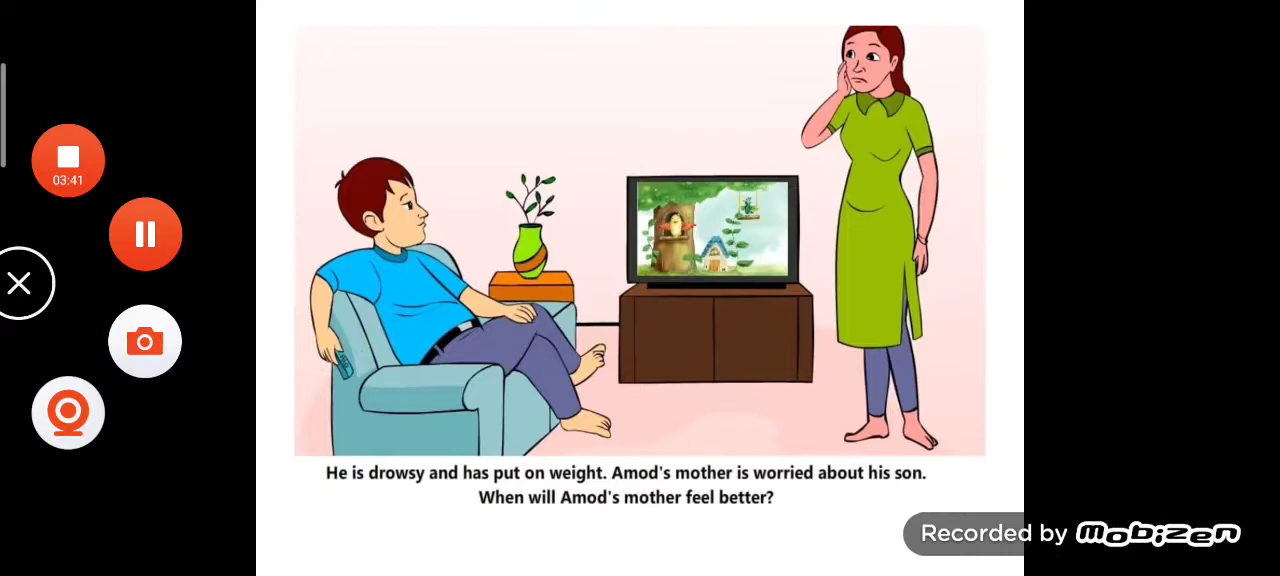 03:41
He is drowsy and has put on weight. Amod's mother is worried about his son.
When will Amod's mother feel better?
Recorded by Mobizen